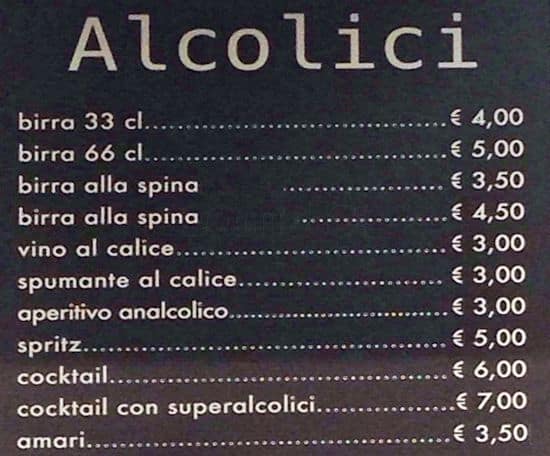 Alcolici
birra 33 cl..............................€ 4,00
birra 66 cl..............................€ 5,00
birra alla spina ................€ 3,50
birra alla spina ................€ 4,50
vino al calice...........................€ 3,00
spumante al calice.....................€ 3,00
aperitivo analcolico......................€ 3,00
spritz........................................€ 5,00
cocktail....................................€ 6,00
cocktail con superalcolici..............€ 7,00
amari.......................................€ 3,50